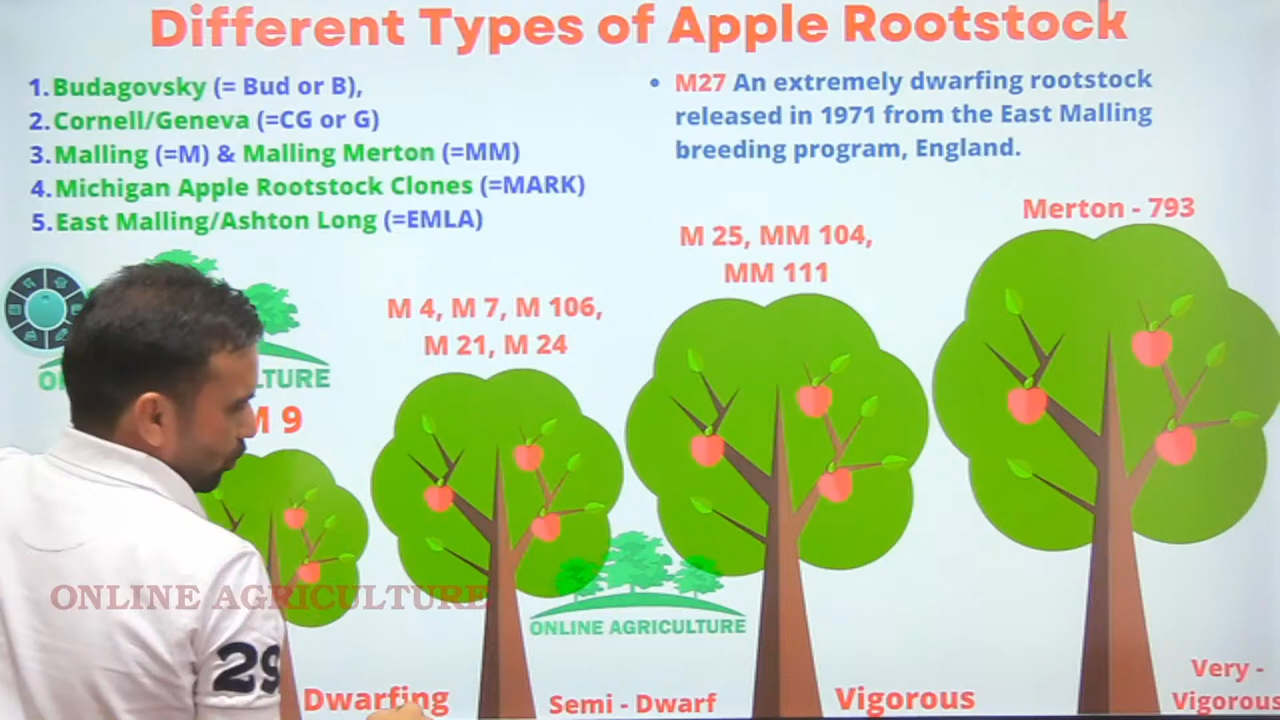 Different Types of Apple Rootstock
1. Budagovsky (= Bud or B),
2. Cornell/Geneva (=CG or G)
3. Malling (=M) & Malling Merton (=MM)
4. Michigan Apple Rootstock Clones (=MARK)
5. East Malling/Ashton Long (=EMLA)
• M27 An extremely dwarfing rootstock
released in 1971 from the East Malling
breeding program, England.
Merton - 793
M 25, MM 104,
MM 111
M 4, M 7, M 106,
M 21, M 24
M 9
ONLINE AGRICULTURE
ONLINE AGRICULTURE
29
Dwarfing
Semi - Dwarf
Vigorous
Very -
Vigorous